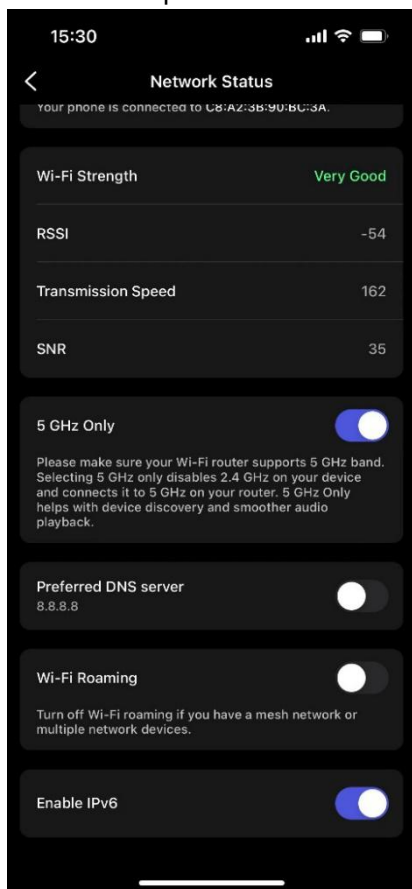 15:30
Network Status
Your phone is connected to C8:A2:3B:90:BC:3A.
Wi-Fi Strength Very Good
RSSI -54
Transmission Speed 162
SNR 35
5 GHz Only
Please make sure your Wi-Fi router supports 5 GHz band.
Selecting 5 GHz only disables 2.4 GHz on your device
and connects it to 5 GHz on your router. 5 GHz Only
helps with device discovery and smoother audio
playback.
Preferred DNS server
8.8.8.8
Wi-Fi Roaming
Turn off Wi-Fi roaming if you have a mesh network or
multiple network devices.
Enable IPv6